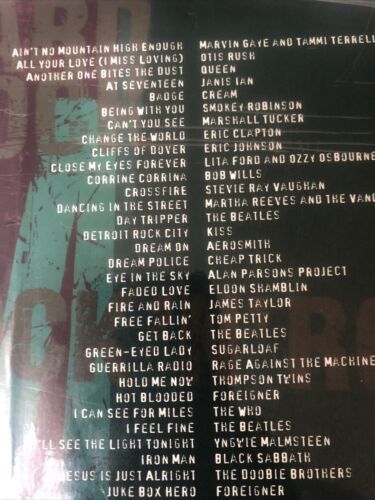 AIN'T NO MOUNTAIN HIGH ENOUGH MARVIN GAYE AND TAMMI TERRELL
ALL YOUR LOVE (I MISS LOVING) OTIS RUSH
ANOTHER ONE BITES THE DUST QUEEN
AT SEVENTEEN JANIS IAN
BADGE CREAM
BEING WITH YOU SMOKEY ROBINSON
CAN'T YOU SEE MARSHALL TUCKER
CHANGE THE WORLD ERIC CLAPTON
CLIFFS OF DOVER ERIC JOHNSON
CLOSE MY EYES FOREVER LITA FORD AND OZZY OSBOURNE
CORRINE CORRINA BOB WILLS
CROSSFIRE STEVIE RAY VAUGHAN
DANCING IN THE STREET MARTHA REEVES AND THE VAND
DAY TRIPPER THE BEATLES
DETROIT ROCK CITY KISS
DREAM ON AEROSMITH
DREAM POLICE CHEAP TRICK
EYE IN THE SKY ALAN PARSONS PROJECT
FADED LOVE ELDON SHAMBLIN
FIRE AND RAIN JAMES TAYLOR
FREE FALLIN' TOM PETTY
GET BACK THE BEATLES
GREEN-EYED LADY SUGARLOAF
GUERRILLA RADIO RAGE AGAINST THE MACHINE
HOLD ME NOW THOMPSON TWINS
HOT BLOODED FOREIGNER
I CAN SEE FOR MILES THE WHO
I FEEL FINE THE BEATLES
I'LL SEE THE LIGHT TONIGHT YNGWIE MALMSTEEN
IRON MAN BLACK SABBATH
JESUS IS JUST ALRIGHT THE DOOBIE BROTHERS
JUKE BOX HERO FOREIGNER